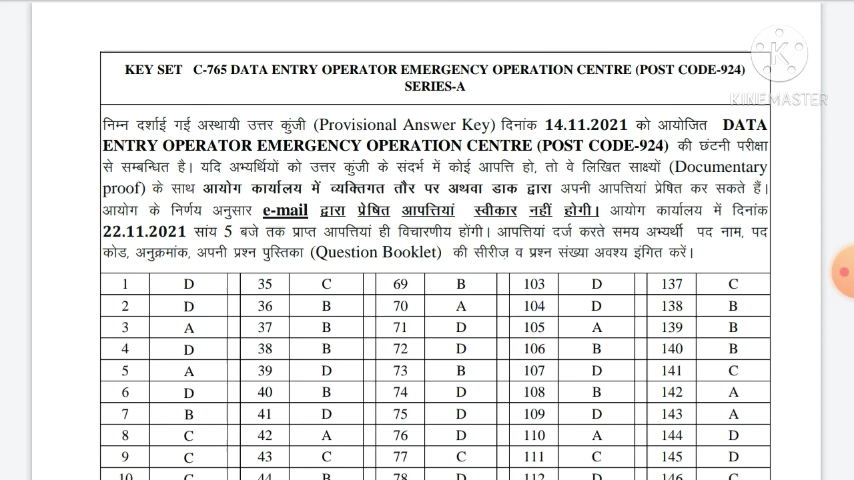 KEY SET C-765 DATA ENTRY OPERATOR EMERGENCY OPERATION CENTRE (POST CODE-924)
SERIES-A
निम्न दर्शाई गई अस्थायी उत्तर कुंजी (Provisional Answer Key) दिनांक 14.11.2021 को आयोजित DATA
ENTRY OPERATOR EMERGENCY OPERATION CENTRE (POST CODE-924) की छंटनी परीक्षा
से सम्बन्धित है। यदि अभ्यर्थियों को उत्तर कुंजी के संदर्भ में कोई आपत्ति हो, तो वे लिखित साक्ष्यों (Documentary
proof) के साथ आयोग कार्यालय में व्यक्तिगत तौर पर अथवा डाक द्वारा अपनी आपत्तियां प्रेषित कर सकते हैं।
आयोग के निर्णय अनुसार e-mail द्वारा प्रेषित आपत्तियां स्वीकार नहीं होगी। आयोग कार्यालय में दिनांक
22.11.2021 सांय 5 बजे तक प्राप्त आपत्तियां ही विचारणीय होंगी। आपत्तियां दर्ज करते समय अभ्यर्थी पद नाम, पद
कोड, अनुक्रमांक, अपनी प्रश्न पुस्तिका (Question Booklet) की सीरीज़ व प्रश्न संख्या अवश्य इंगित करें।
1 D 35 C 69 B 103 D 137 C
2 D 36 B 70 A 104 D 138 B
3 A 37 B 71 D 105 A 139 B
4 D 38 B 72 D 106 B 140 B
5 A 39 D 73 B 107 D 141 C
6 D 40 B 74 D 108 B 142 A
7 B 41 D 75 D 109 D 143 A
8 C 42 A 76 D 110 A 144 D
9 C 43 C 77 C 111 C 145 D
10 C 44 B 78 D 112 D 146 C
K
KINEMASTER